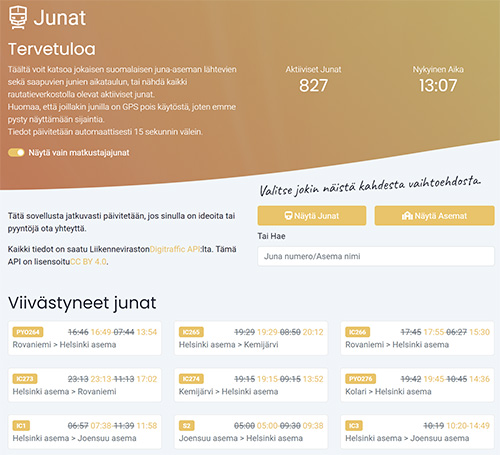 Junat
Tervetuloa
Täältä voit katsoa jokaisen suomalaisen juna-aseman lähtevien
sekä saapuvien junien aikataulun, tai nähdä kaikki
rautatieverkostolla olevat aktiiviset junat.
Huomaa, että joillakin junilla on GPS pois käytöstä, joten emme
pysty näyttämään sijaintia.
Tiedot päivitetään automaattisesti 15 sekunnin välein.
Näytä vain matkustajajunat
Aktiiviset Junat
827
Nykyinen Aika
13:07
Tätä sovellusta jatkuvasti päivitetään, jos sinulla on ideoita tai
pyyntöjä ota yhteyttä.
Kaikki tiedot on saatu Liikenneviraston Digitraffic API:lta. Tämä
API on lisensoitu CC BY 4.0.
Valitse jokin näistä kahdesta vaihtoehdosta.
Näytä Junat
Näytä Asemat
Tai Hae
Juna numero/Asema nimi
Viivästyneet junat
PYO264 16:46 16:49 07:44 13:54
Rovaniemi > Helsinki asema
IC265 19:29 19:29 08:50 20:12
Helsinki asema > Kemijärvi
IC266 17:45 17:55 06:27 15:30
Rovaniemi > Helsinki asema
IC273 23:13 23:13 11:13 17:02
Helsinki asema > Rovaniemi
IC274 19:15 19:15 09:15 13:52
Kemijärvi > Helsinki asema
PYO276 19:42 19:45 10:45 14:36
Kolari > Helsinki asema
IC1 06:57 07:38 11:39 11:58
Helsinki asema > Joensuu asema
S2 05:00 05:00 09:30 09:38
Joensuu asema > Helsinki asema
IC3 10:19 10:20-14:49
Helsinki asema > Joensuu asema